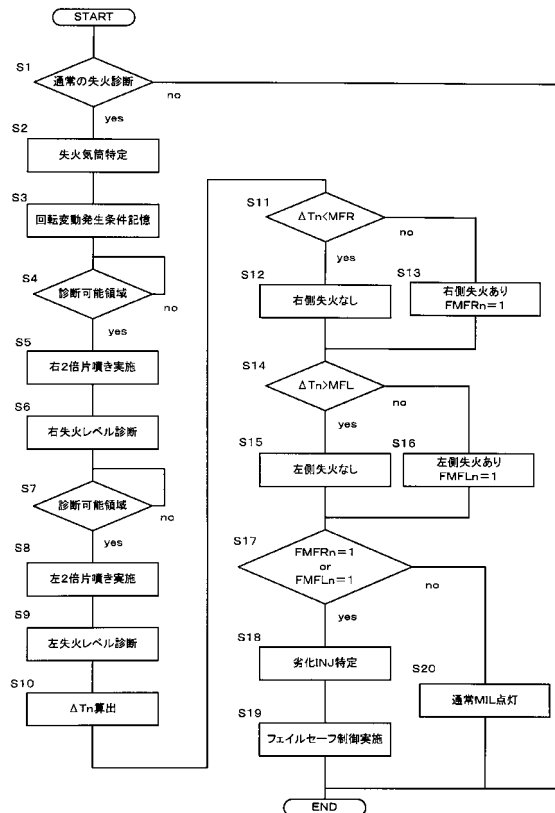 START
S1
通常の失火診断
no
yes
S2
失火気筒特定
S3
回転変動発生条件記憶
S4
診断可能領域
no
yes
S5
右2倍片噴き実施
S6
右失火レベル診断
S7
診断可能領域
no
yes
S8
左2倍片噴き実施
S9
左失火レベル診断
S10
ΔTn算出
S11
ΔTn<MFR
no
yes
S12
右側失火なし
S13
右側失火あり
FMFRn=1
S14
ΔTn>MFL
no
yes
S15
左側失火なし
S16
左側失火あり
FMFLn=1
S17
FMFRn=1
or
FMFLn=1
no
yes
S18
劣化INJ特定
S19
フェイルセーフ制御実施
S20
通常MIL点灯
END